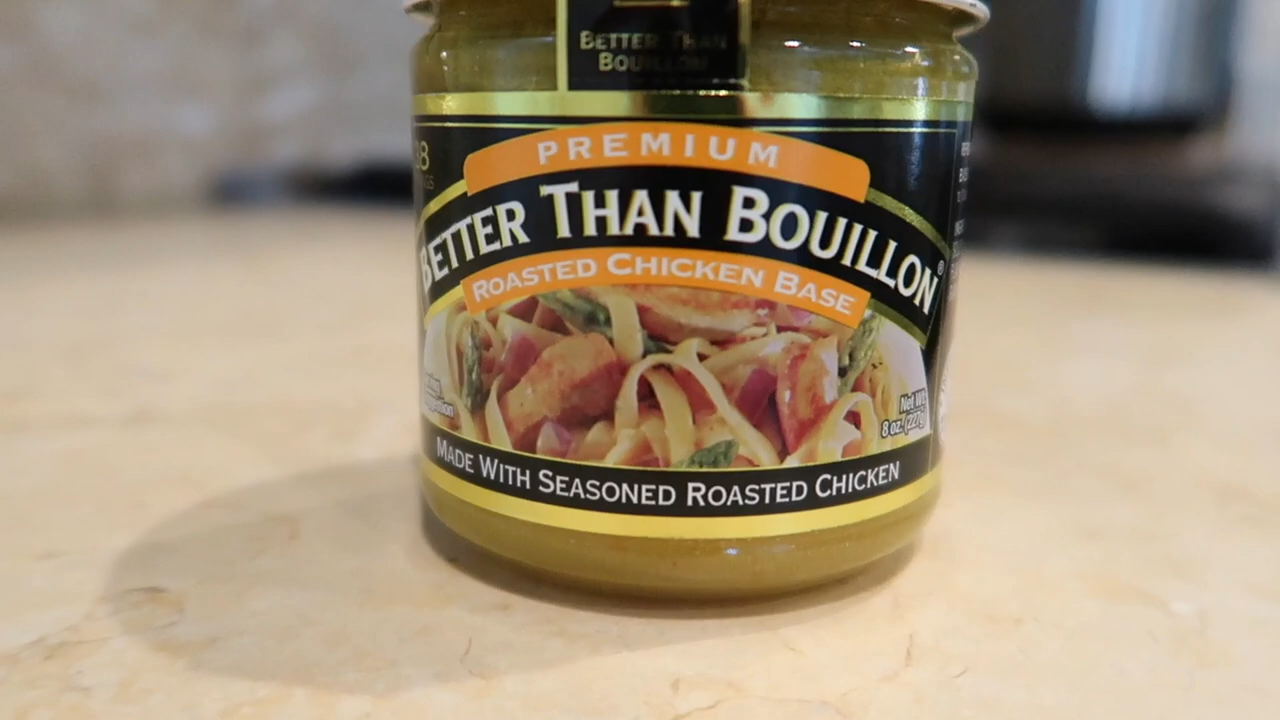 BETTER THAN
BOUILLON
PREMIUM
BETTER THAN BOUILLON®
ROASTED CHICKEN BASE
Net Wt
8 oz. (227g)
MADE WITH SEASONED ROASTED CHICKEN